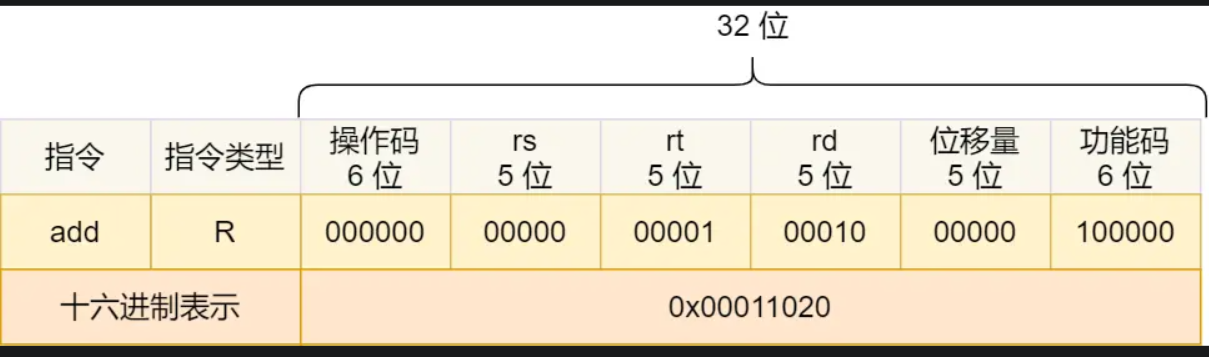 32 位
指令 指令类型 操作码 rs rt rd 位移量 功能码
6 位 5 位 5 位 5 位 5 位 6 位
add R 000000 00000 00001 00010 00000 100000
十六进制表示 0x00011020